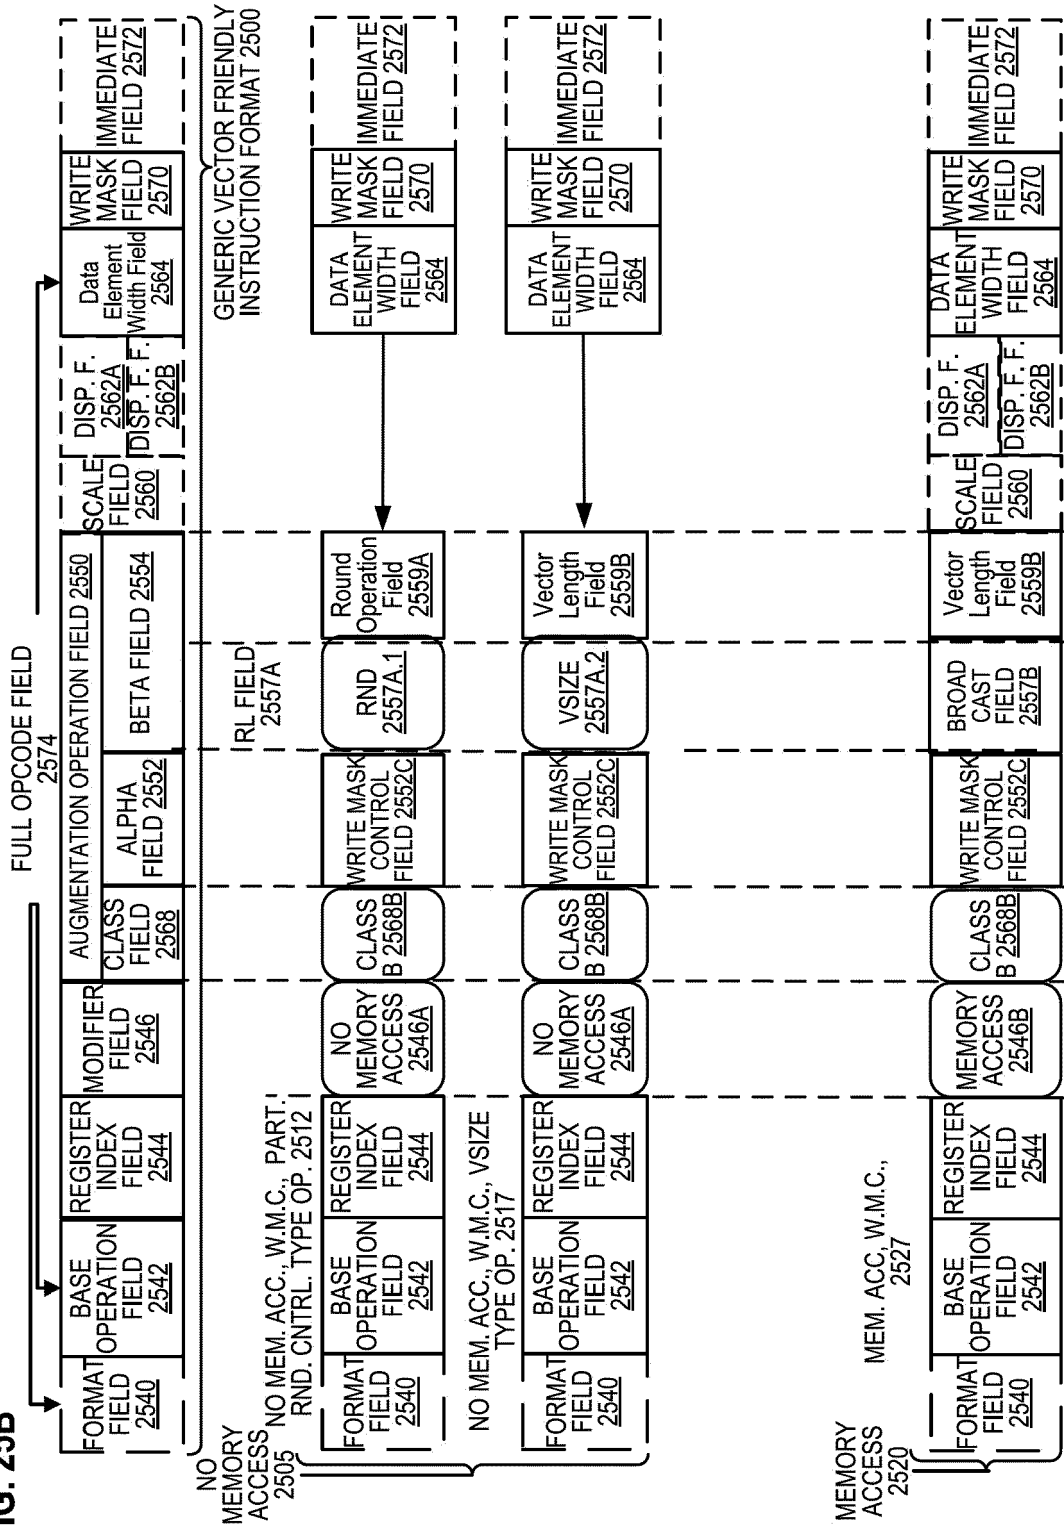 IG. 25B
FULL OPCODE FIELD
2574
FORMAT
FIELD
2540
BASE
OPERATION
FIELD
2542
REGISTER
INDEX
FIELD
2544
MODIFIER
FIELD
2546
AUGMENTATION OPERATION FIELD 2550
CLASS
FIELD
2568
ALPHA
FIELD 2552
BETA FIELD 2554
SCALE
FIELD
2560
DISP. F.
2562A
DISP. F. F.
2562B
Data
Element
Width Field
2564
WRITE
MASK
FIELD
2570
IMMEDIATE
FIELD 2572
GENERIC VECTOR FRIENDLY
INSTRUCTION FORMAT 2500
NO
MEMORY
ACCESS
2505
RL FIELD
2557A
NO MEM. ACC., W.M.C., PART.
RND. CNTRL. TYPE OP. 2512
FORMAT
FIELD
2540
BASE
OPERATION
FIELD
2542
REGISTER
INDEX
FIELD
2544
NO
MEMORY
ACCESS
2546A
CLASS
B 2568B
WRITE MASK
CONTROL
FIELD 2552C
RND
2557A.1
Round
Operation
Field
2559A
DATA
ELEMENT
WIDTH
FIELD
2564
WRITE
MASK
FIELD
2570
IMMEDIATE
FIELD 2572
NO MEM. ACC., W.M.C., VSIZE
TYPE OP. 2517
FORMAT
FIELD
2540
BASE
OPERATION
FIELD
2542
REGISTER
INDEX
FIELD
2544
NO
MEMORY
ACCESS
2546A
CLASS
B 2568B
WRITE MASK
CONTROL
FIELD 2552C
VSIZE
2557A.2
Vector
Length
Field
2559B
DATA
ELEMENT
WIDTH
FIELD
2564
WRITE
MASK
FIELD
2570
IMMEDIATE
FIELD 2572
MEMORY
ACCESS
2520
MEM. ACC, W.M.C.,
2527
FORMAT
FIELD
2540
BASE
OPERATION
FIELD
2542
REGISTER
INDEX
FIELD
2544
MEMORY
ACCESS
2546B
CLASS
B 2568B
WRITE MASK
CONTROL
FIELD 2552C
BROAD
CAST
FIELD
2557B
Vector
Length
Field
2559B
SCALE
FIELD
2560
DISP. F.
2562A
DISP. F. F.
2562B
DATA
ELEMENT
WIDTH
FIELD
2564
WRITE
MASK
FIELD
2570
IMMEDIATE
FIELD 2572